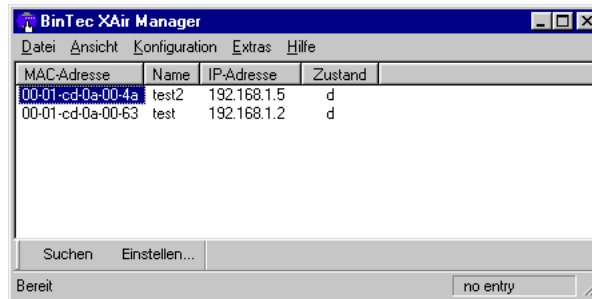 BinTec XAir Manager
Datei Ansicht Konfiguration Extras Hilfe
MAC-Adresse Name IP-Adresse Zustand
00-01-cd-0a-00-4a test2 192.168.1.5 d
00-01-cd-0a-00-63 test 192.168.1.2 d
Suchen Einstellen...
Bereit no entry